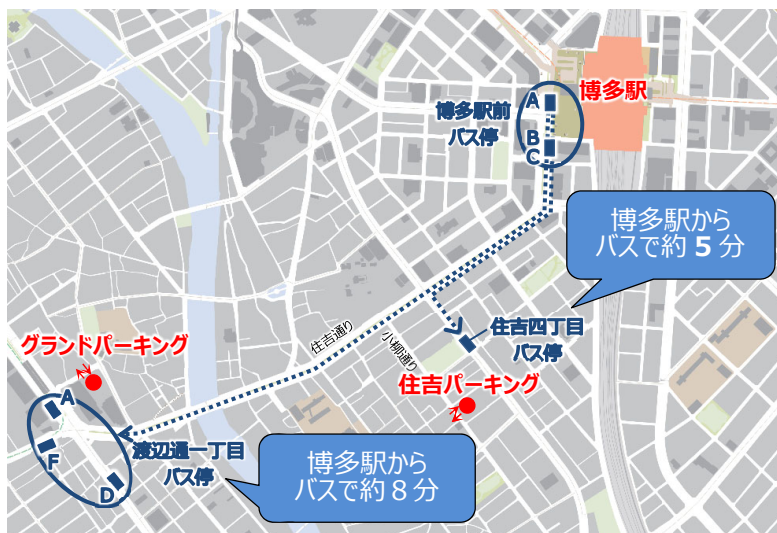 博多駅
A
博多駅前
バス停
B
C
博多駅から
バスで約 5 分
住吉四丁目
バス停
住吉通り
小柳通り
グランドパーキング
住吉パーキング
A
F
D
渡辺通一丁目
バス停
博多駅から
バスで約 8 分